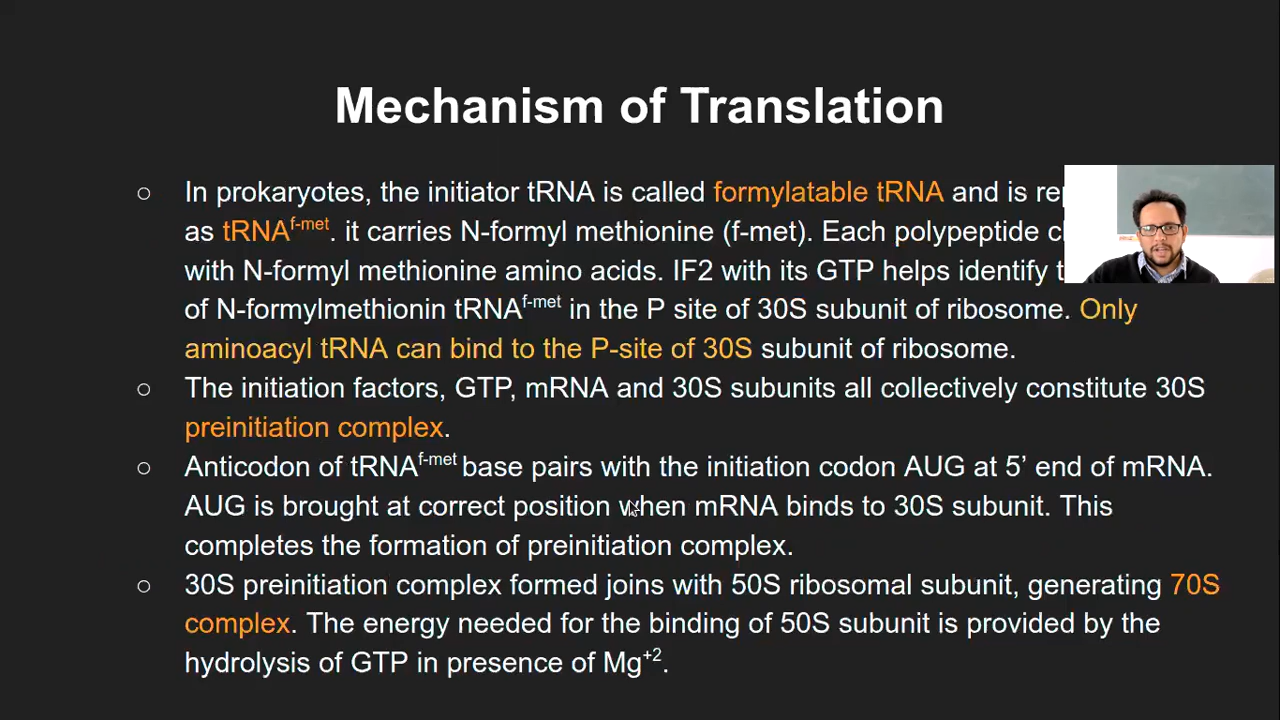 Mechanism of Translation
○ In prokaryotes, the initiator tRNA is called formylatable tRNA and is
as tRNAf-met. it carries N-formyl methionine (f-met). Each polypeptide
with N-formyl methionine amino acids. IF2 with its GTP helps identify
of N-formylmethionin tRNAf-met in the P site of 30S subunit of ribosome. Only
aminoacyl tRNA can bind to the P-site of 30S subunit of ribosome.
○ The initiation factors, GTP, mRNA and 30S subunits all collectively constitute 30S
preinitiation complex.
○ Anticodon of tRNAf-met base pairs with the initiation codon AUG at 5’ end of mRNA.
AUG is brought at correct position when mRNA binds to 30S subunit. This
completes the formation of preinitiation complex.
○ 30S preinitiation complex formed joins with 50S ribosomal subunit, generating 70S
complex. The energy needed for the binding of 50S subunit is provided by the
hydrolysis of GTP in presence of Mg+2.